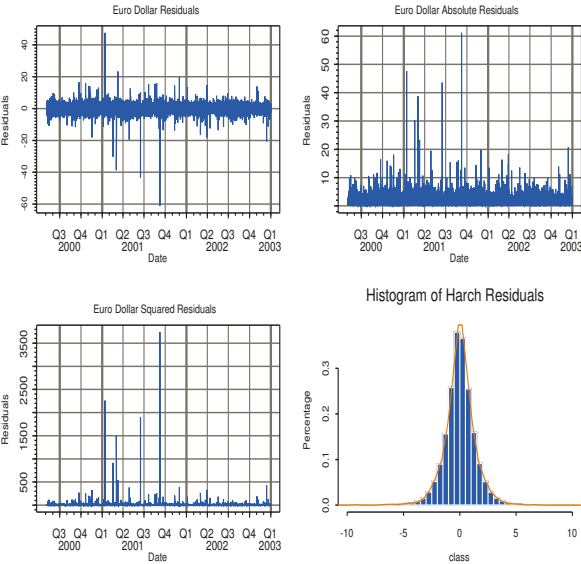 Euro Dollar Residuals
Residuals
40
20
0
-20
-40
-60
Q3 Q4 Q1 Q2 Q3 Q4 Q1 Q2 Q3 Q4 Q1
2000 2001 2002 2003
Date
Euro Dollar Absolute Residuals
Residuals
60
50
40
30
20
10
Q3 Q4 Q1 Q2 Q3 Q4 Q1 Q2 Q3 Q4 Q1
2000 2001 2002 2003
Date
Euro Dollar Squared Residuals
Residuals
3500
2500
1500
500
Q3 Q4 Q1 Q2 Q3 Q4 Q1 Q2 Q3 Q4 Q1
2000 2001 2002 2003
Date
Histogram of Harch Residuals
Percentage
0.3
0.2
0.1
0.0
-10 -5 0 5 10
class